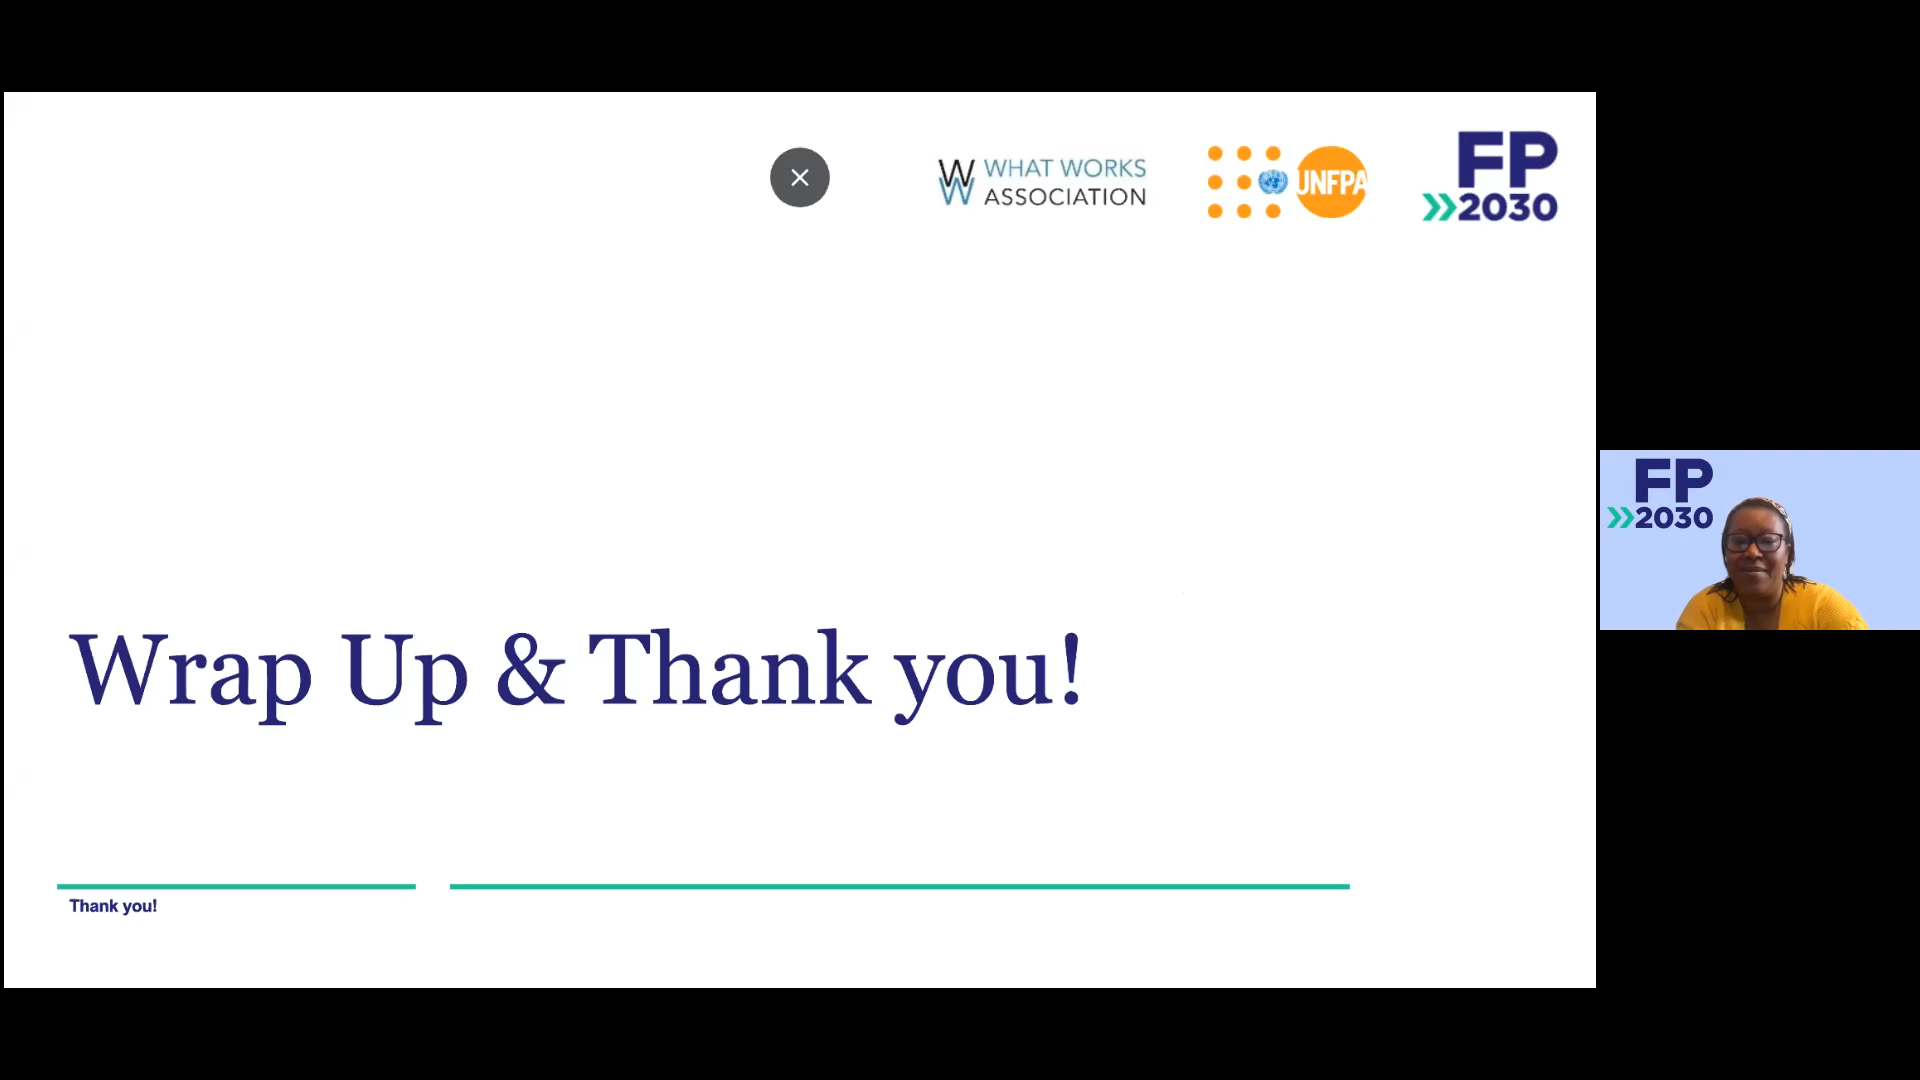 WHAT WORKS
ASSOCIATION
UNFPA
FP
2030
FP
2030
Wrap Up & Thank you!
Thank you!